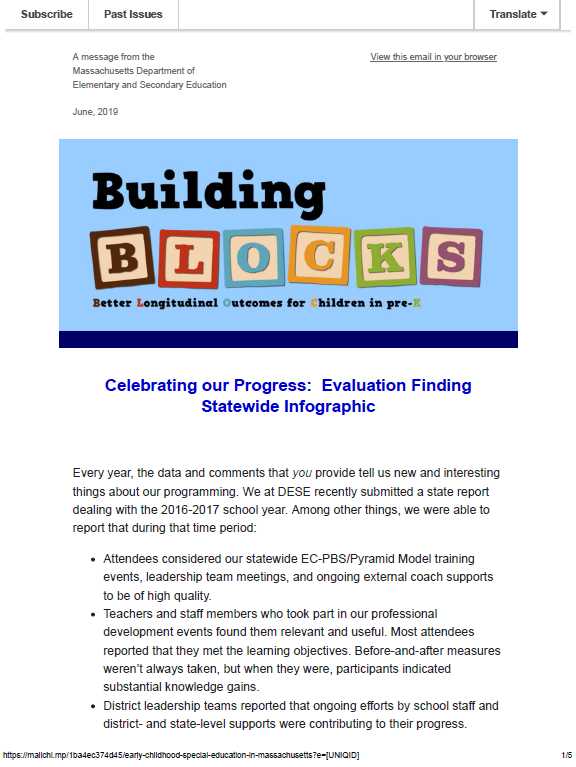 Subscribe Past Issues Translate
A message from the View this email in your browser
Massachusetts Department of
Elementary and Secondary Education
June, 2019
Building
BLOCKS
Better Longitudinal Outcomes for Children in pre-K
Celebrating our Progress:  Evaluation Finding
Statewide Infographic
Every year, the data and comments that you provide tell us new and interesting
things about our programming. We at DESE recently submitted a state report
dealing with the 2016-2017 school year. Among other things, we were able to
report that during that time period:
• Attendees considered our statewide EC-PBS/Pyramid Model training
events, leadership team meetings, and ongoing external coach supports
to be of high quality.
• Teachers and staff members who took part in our professional
development events found them relevant and useful. Most attendees
reported that they met the learning objectives. Before-and-after measures
weren’t always taken, but when they were, participants indicated
substantial knowledge gains.
• District leadership teams reported that ongoing efforts by school staff and
district- and state-level supports were contributing to their progress.
https://mailchi.mp/1ba4ec374d45/early-childhood-special-education-in-massachusetts?e=[UNIQID] 1/5